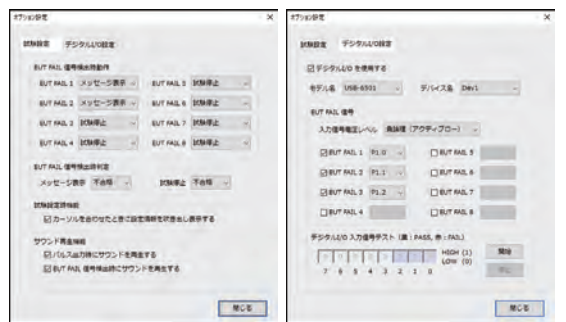 オプション設定
試験設定 デジタルI/O設定
EUT FAIL 信号検出時動作
EUT FAIL 1 メッセージ表示 EUT FAIL 5 試験停止
EUT FAIL 2 メッセージ表示 EUT FAIL 6 試験停止
EUT FAIL 3 試験停止 EUT FAIL 7 試験停止
EUT FAIL 4 試験停止 EUT FAIL 8 試験停止
EUT FAIL 信号検出時判定
メッセージ表示 不合格 試験停止 不合格
試験設定時機能
カーソルを合わせたときに設定情報を吹き出し表示する
サウンド再生機能
パルス出力時にサウンドを再生する
EUT FAIL 信号検出時にサウンドを再生する
閉じる
オプション設定
試験設定 デジタルI/O設定
デジタルI/O を使用する
モデル名 USB-6501 デバイス名 Dev1
EUT FAIL 信号
入力信号電圧レベル 負論理 (アクティブロー)
EUT FAIL 1 P1.0 EUT FAIL 5
EUT FAIL 2 P1.1 EUT FAIL 6
EUT FAIL 3 P1.2 EUT FAIL 7
EUT FAIL 4 EUT FAIL 8
デジタルI/O 入力信号テスト (黒 : PASS, 赤 : FAIL)
HIGH (1) 開始
LOW (0)
7 6 5 4 3 2 1 0
閉じる